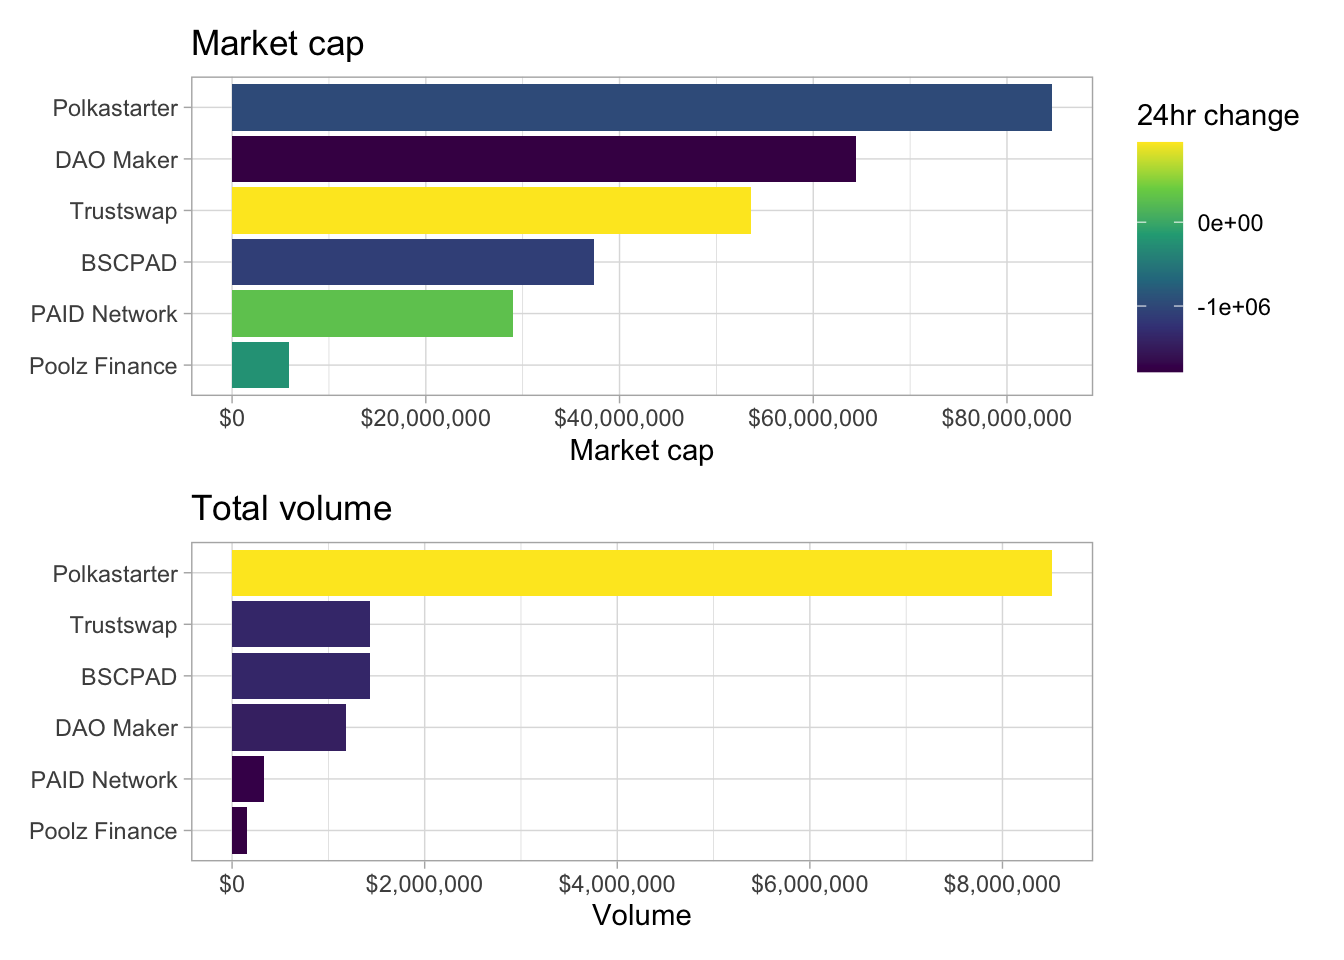 Market cap
Polkastarter
DAO Maker
Trustswap
BSCPAD
PAID Network
Poolz Finance
$0 $20,000,000 $40,000,000 $60,000,000 $80,000,000
Market cap
24hr change
0e+00
-1e+06
Total volume
Polkastarter
Trustswap
BSCPAD
DAO Maker
PAID Network
Poolz Finance
$0 $2,000,000 $4,000,000 $6,000,000 $8,000,000
Volume